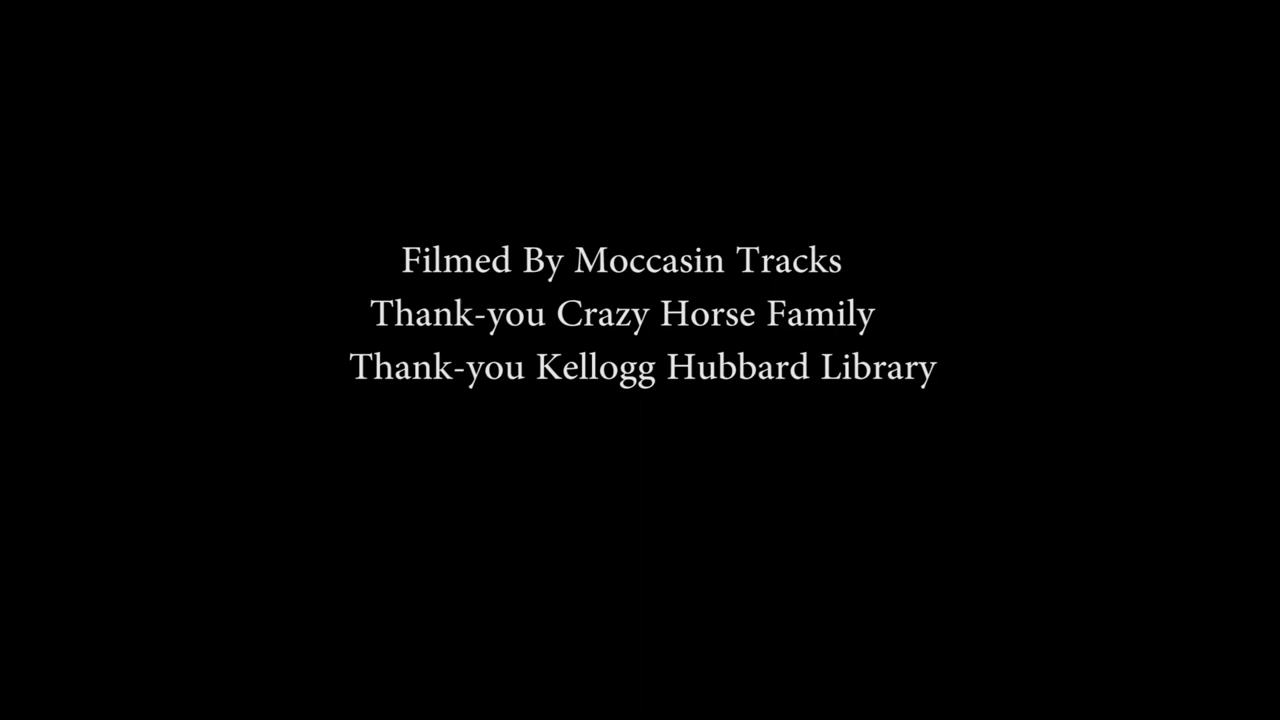 Filmed By Moccasin Tracks
Thank-you Crazy Horse Family
Thank-you Kellogg Hubbard Library